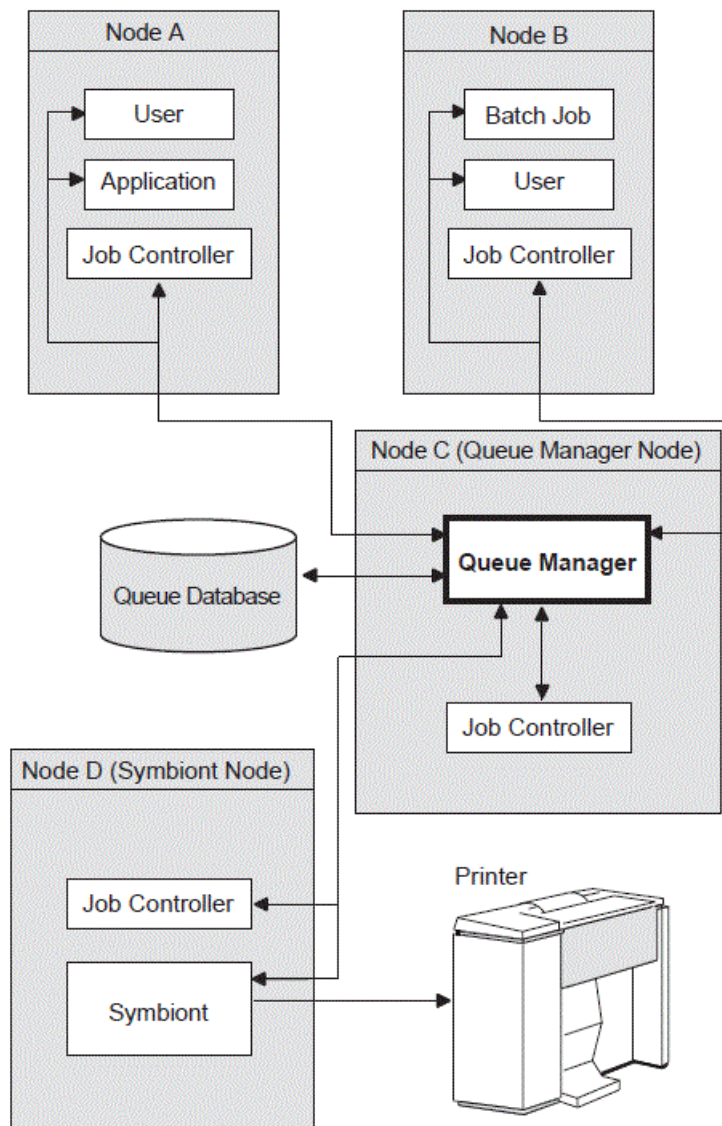 Node A
User
Application
Job Controller
Node B
Batch Job
User
Job Controller
Node C (Queue Manager Node)
Queue Manager
Queue Database
Job Controller
Node D (Symbiont Node)
Job Controller
Symbiont
Printer